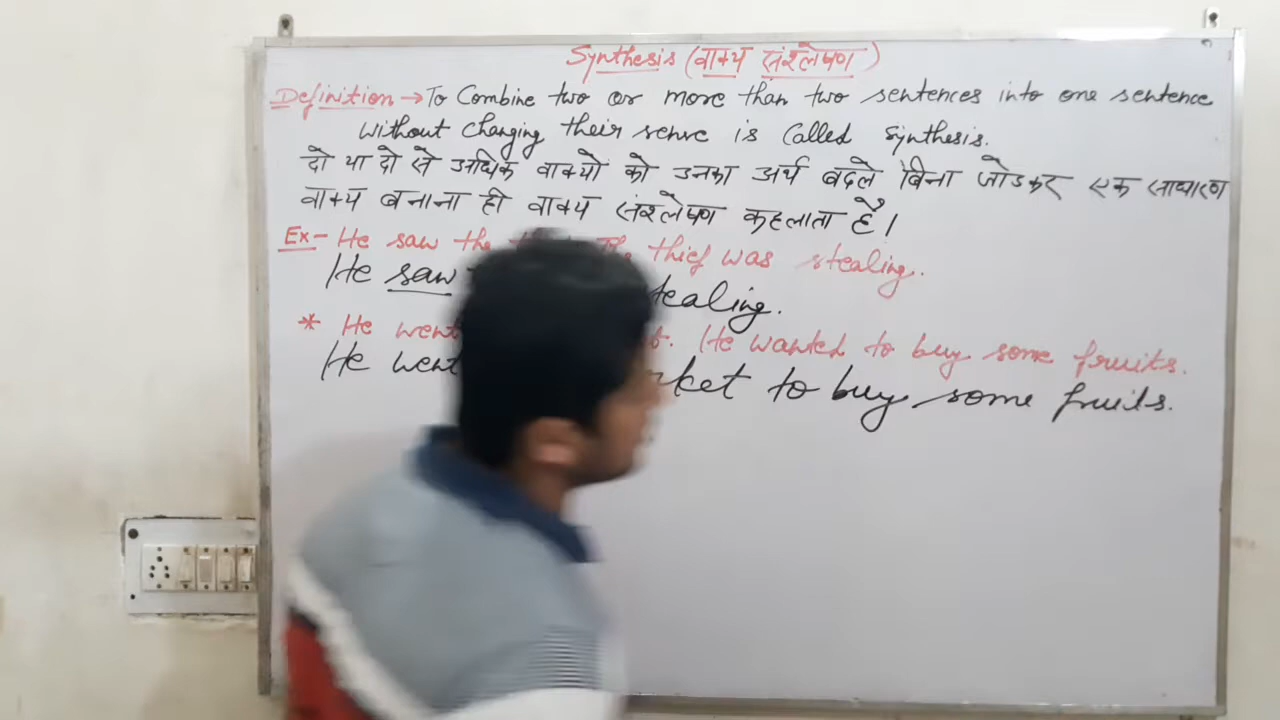 Synthesis (वाक्य संश्लेषण)
Definition → To Combine two or more than two sentences into one sentence
without changing their sense is Called Synthesis.
दो या दो से अधिक वाक्यो को उनका अर्थ बदले बिना जोडकर एक साधारण
वाक्य बनाना ही वाक्य संश्लेषण कहलाता है।
Ex- He saw the thief was stealing.
He saw
* He went He wanted to buy some fruits.
He went to buy some fruits.